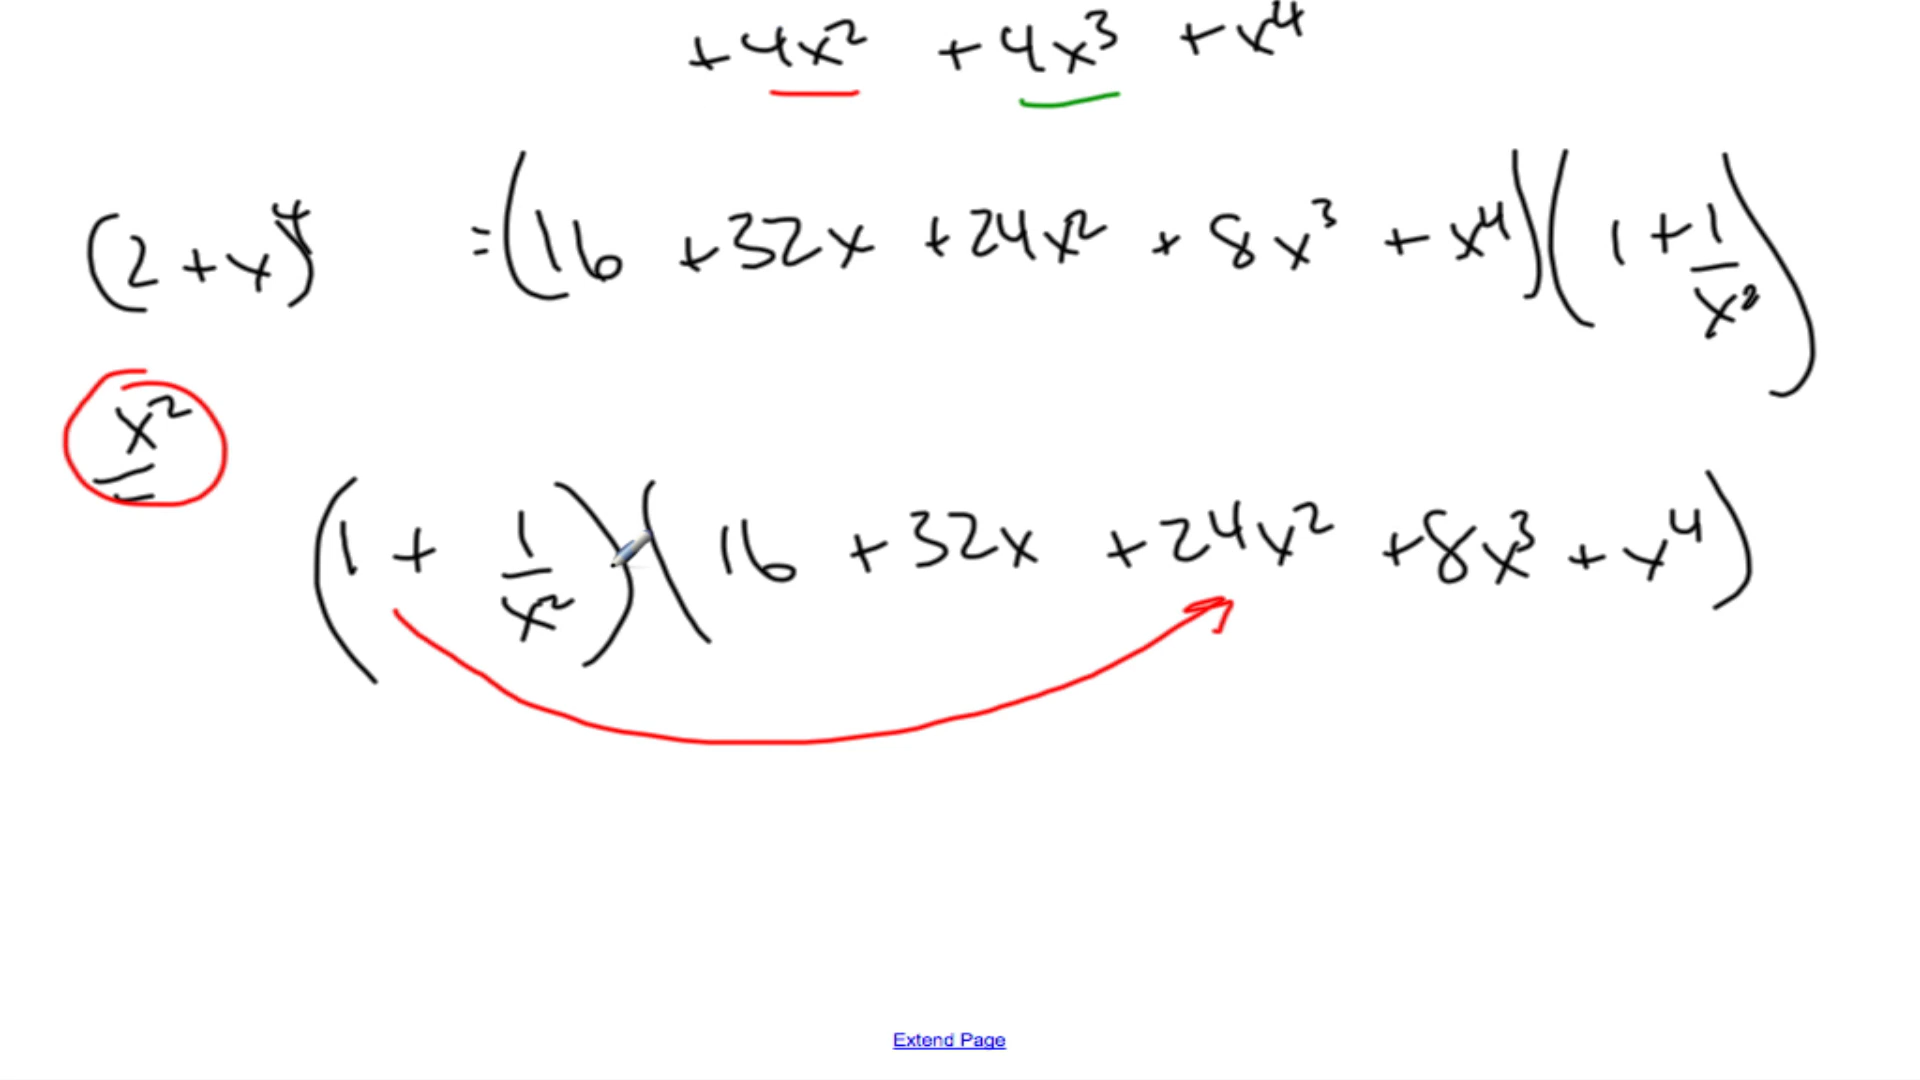 +4x² +4x³ +x⁴
(2+x)⁴ =(16 +32x +24x² +8x³ +x⁴)(1+1/x²)
x²
(1 + 1/x²)(16 +32x +24x² +8x³ +x⁴)
Extend Page